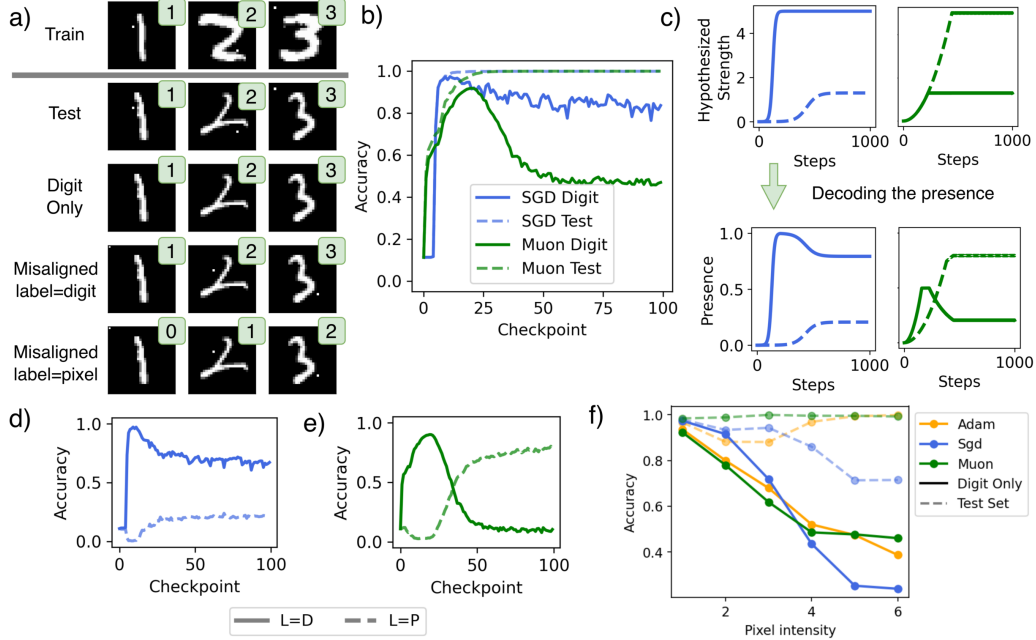 a)
Train
1
2
3
Test
1
2
3
Digit
Only
1
2
3
Misaligned
label=digit
1
2
3
Misaligned
label=pixel
0
1
2
b)
Accuracy
1.0
0.8
0.6
0.4
0.2
0.0
SGD Digit
SGD Test
Muon Digit
Muon Test
0
25
50
75
100
Checkpoint
c)
Hypothesized
Strength
4
2
0
0
1000
0
1000
Steps
Steps
Decoding the presence
Presence
1.0
0.5
0.0
0
1000
0
1000
Steps
Steps
d)
Accuracy
1.0
0.5
0.0
0
50
100
Checkpoint
e)
Accuracy
1.0
0.5
0.0
0
50
100
Checkpoint
L=D
L=P
f)
Accuracy
1.0
0.8
0.6
0.4
2
4
6
Pixel intensity
Adam
Sgd
Muon
Digit Only
Test Set